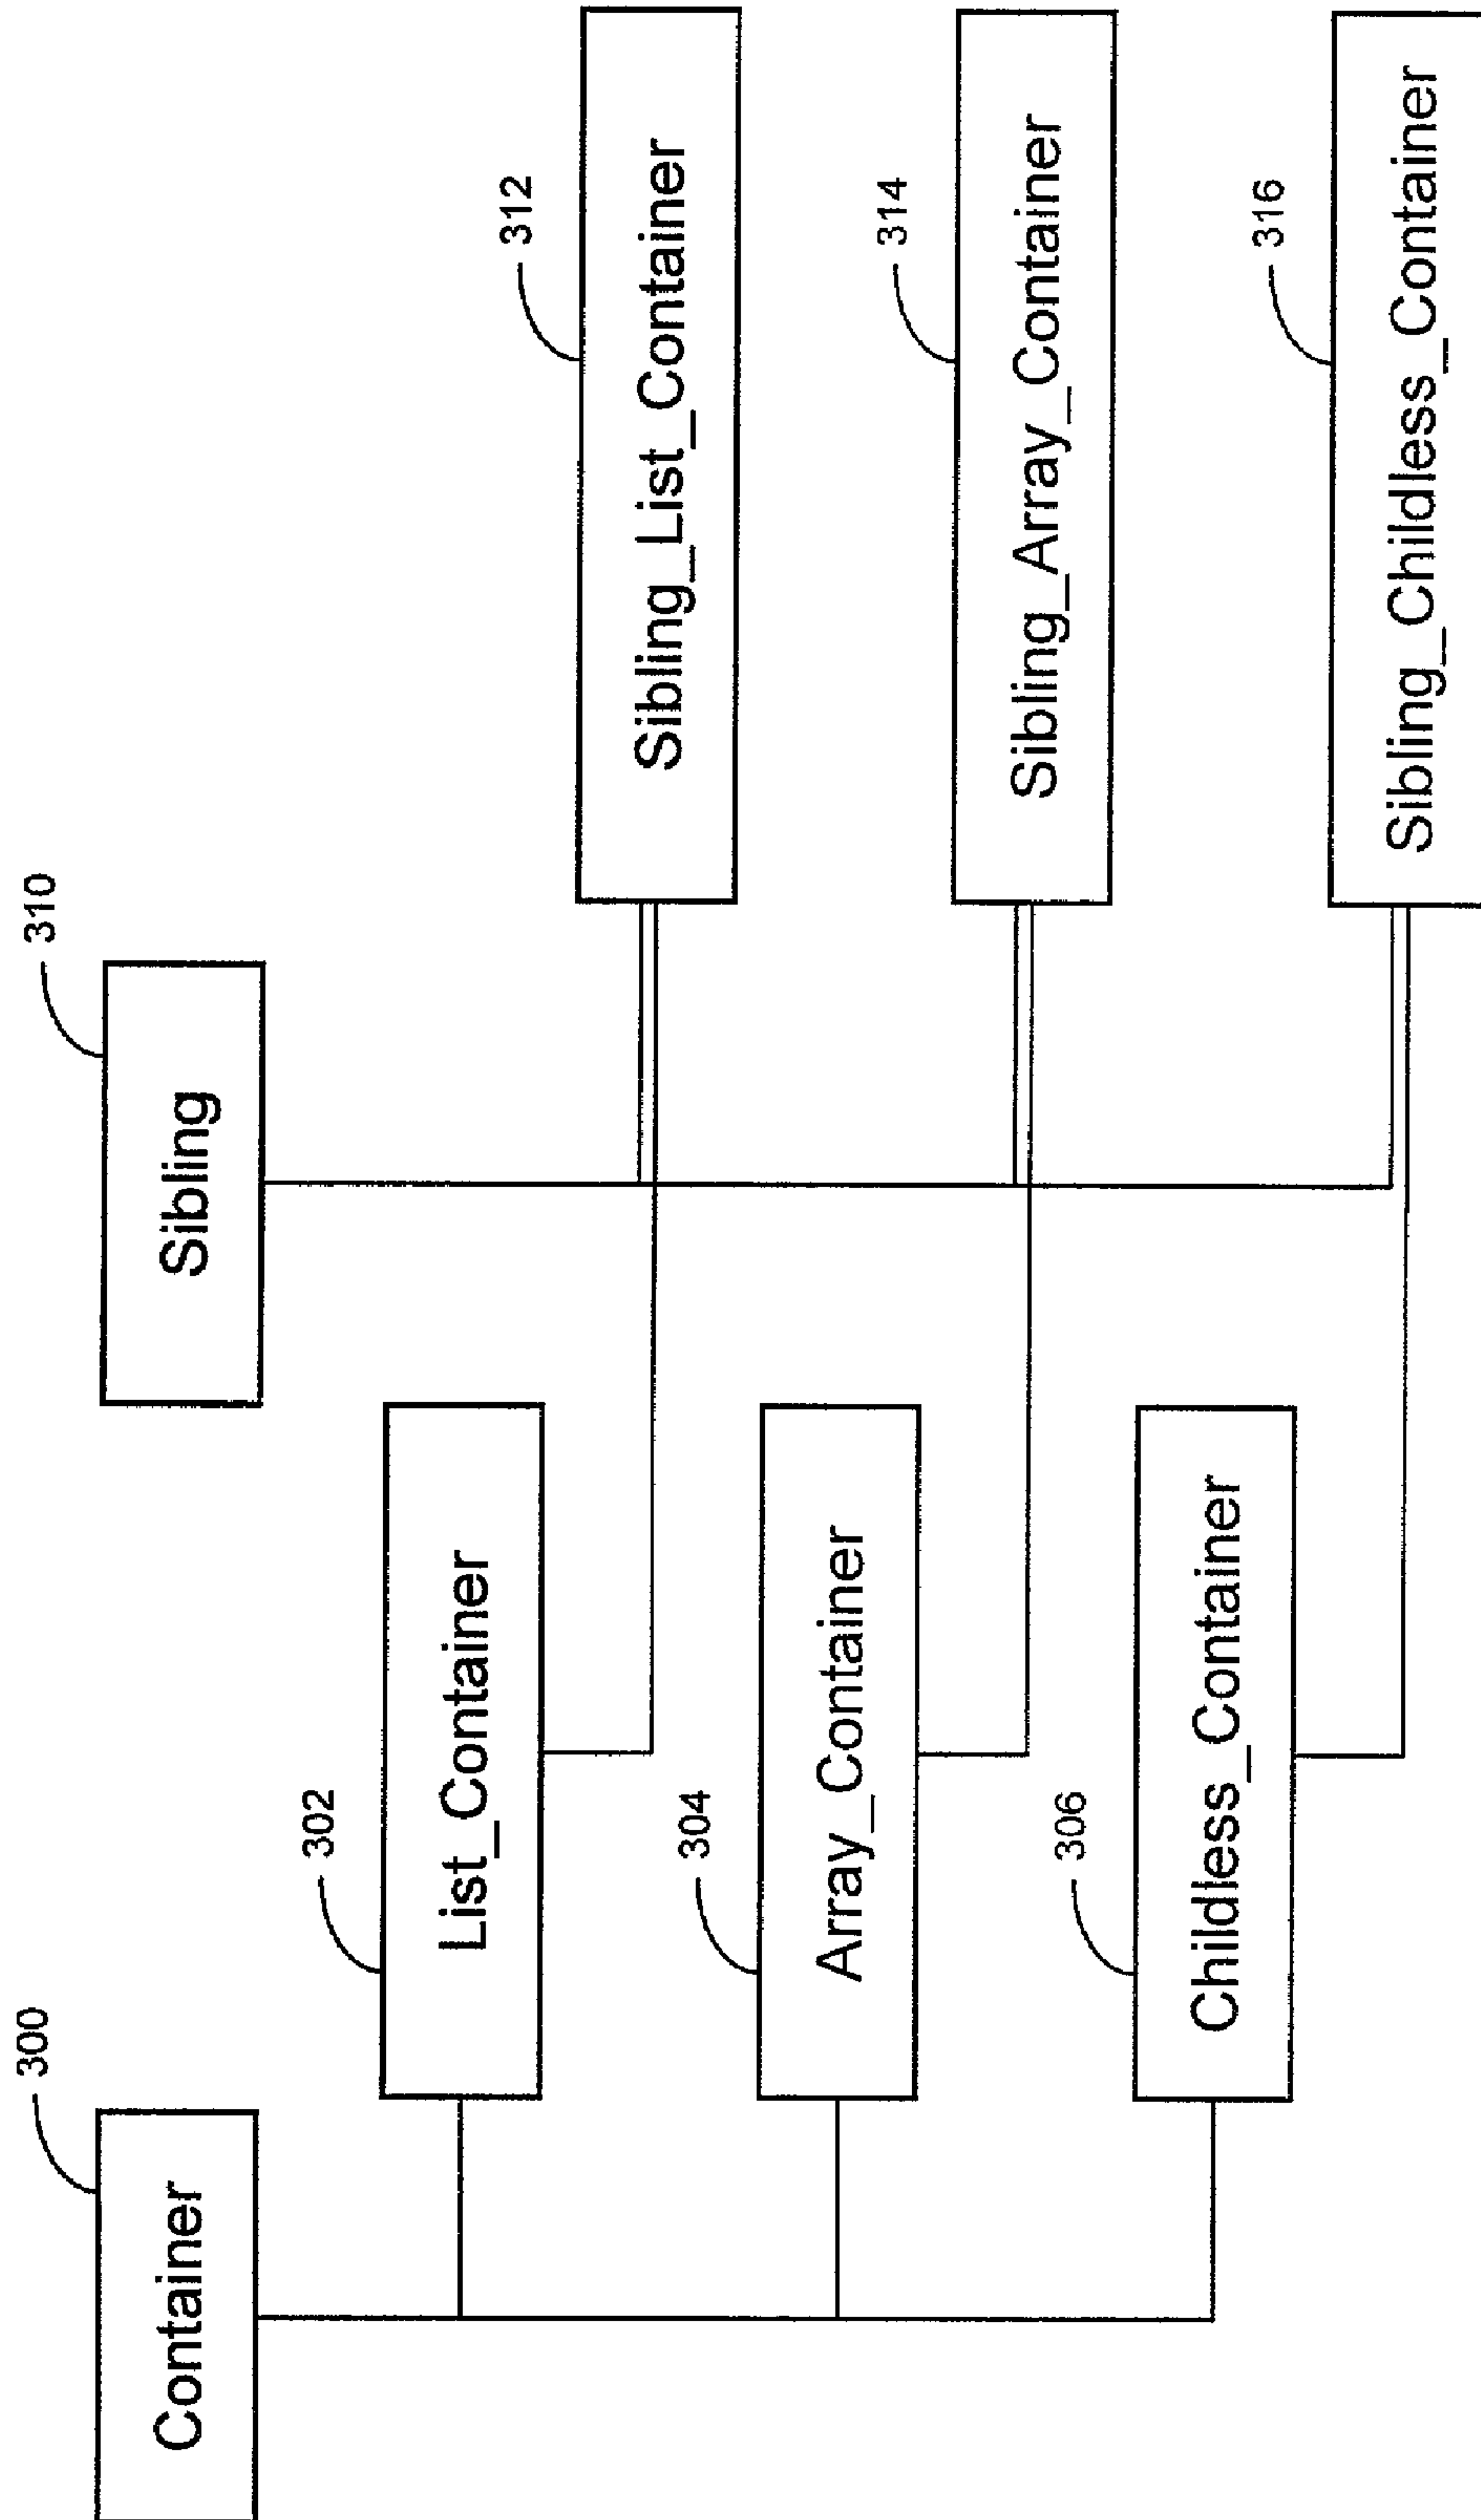 300
Container
310
Sibling
302
List_Container
312
Sibling_List_Container
304
Array_Container
314
Sibling_Array_Container
306
Childless_Container
316
Sibling_Childless_Container